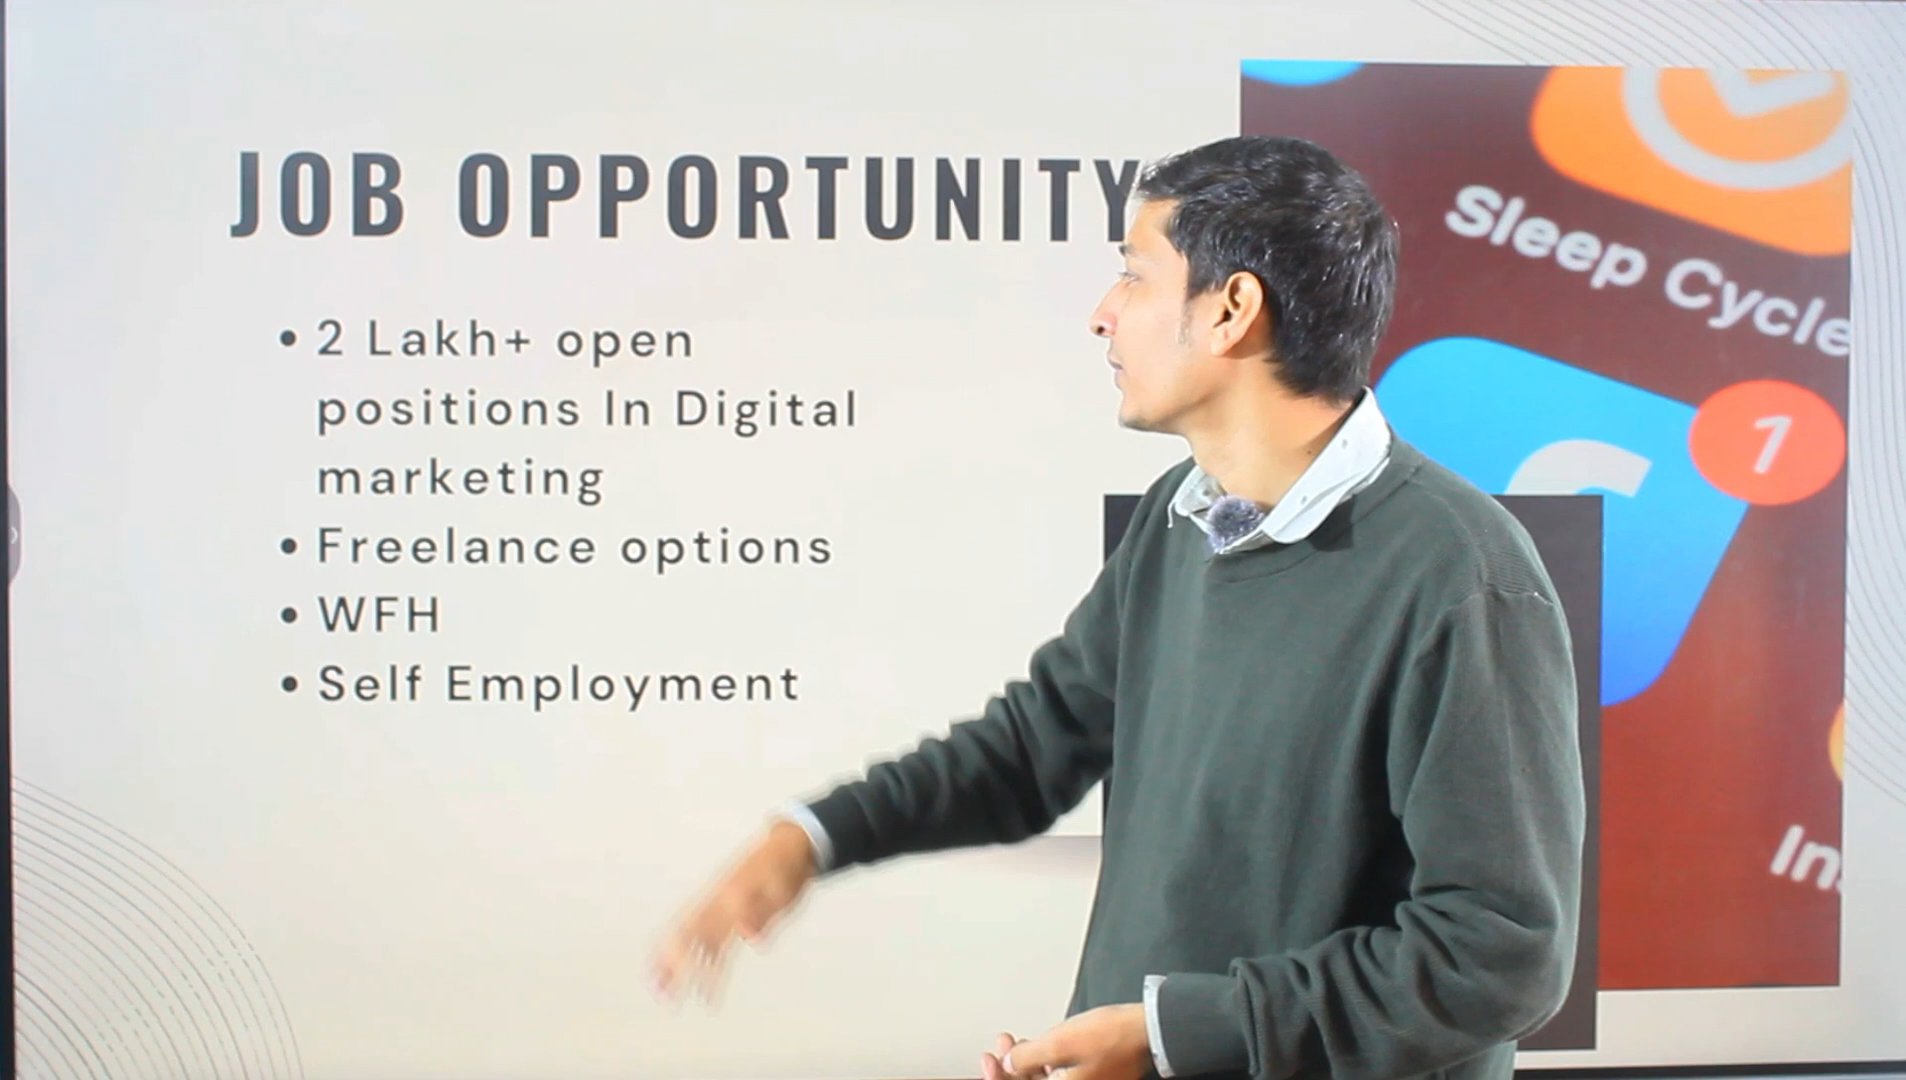 JOB OPPORTUNITY
• 2 Lakh+ open
positions In Digital
marketing
• Freelance options
• WFH
• Self Employment
Sleep Cycle
1